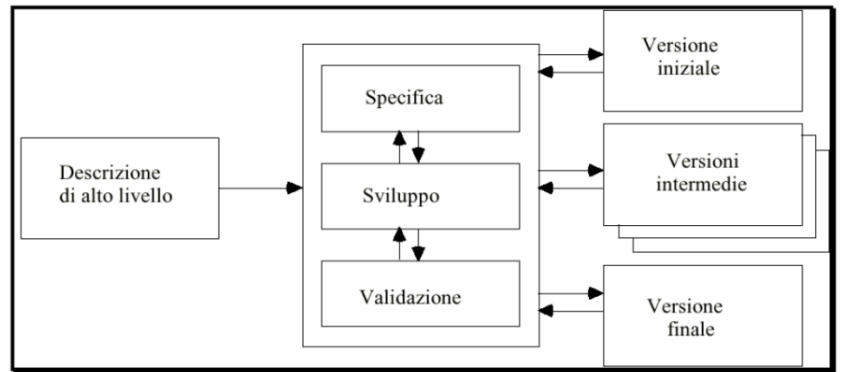 Descrizione
di alto livello
Specifica
Sviluppo
Validazione
Versione
iniziale
Versioni
intermedie
Versione
finale